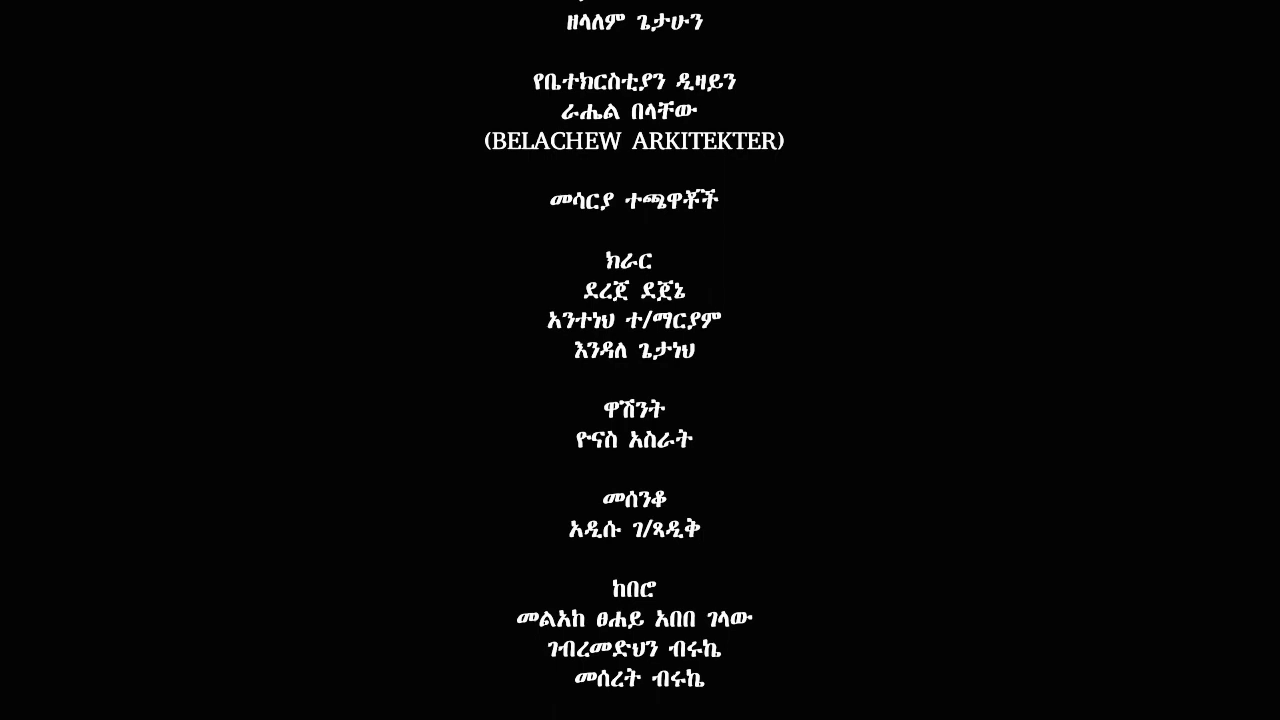 ዘላለም ጌታሁን
የቤተክርስቲያን ዲዛይን
ራሔል በላቸው
(BELACHEW ARKITEKTER)
መሳርያ ተጫዋቾች
ክራር
ደረጀ ደጀኔ
አንተነህ ተ/ማርያም
እንዳለ ጌታነህ
ዋሽንት
ዮናስ አስራት
መሰንቆ
አዲሱ ገ/ጻዲቅ
ከበሮ
መልአከ ፀሐይ አበበ ገላው
ገብረመድህን ብሩኬ
መሰረት ብሩኬ